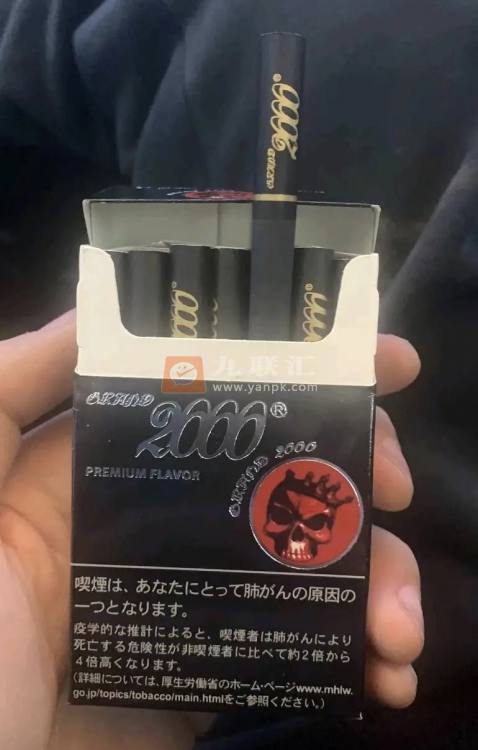 2000®
GRAND
2000
九联汇
www.yanpk.com
GRAND
2000®
PREMIUM FLAVOR
GRAND 2000
喫煙は、あなたにとって肺がんの原因の
一つとなります。
疫学的な推計によると、喫煙者は肺がんにより
死亡する危険性が非喫煙者に比べて約2倍から
4倍高くなります。
(詳細については、厚生労働省のホーム・ページwww.mhlw.
go.jp/topics/tobacco/main.htmlをご参照ください。)